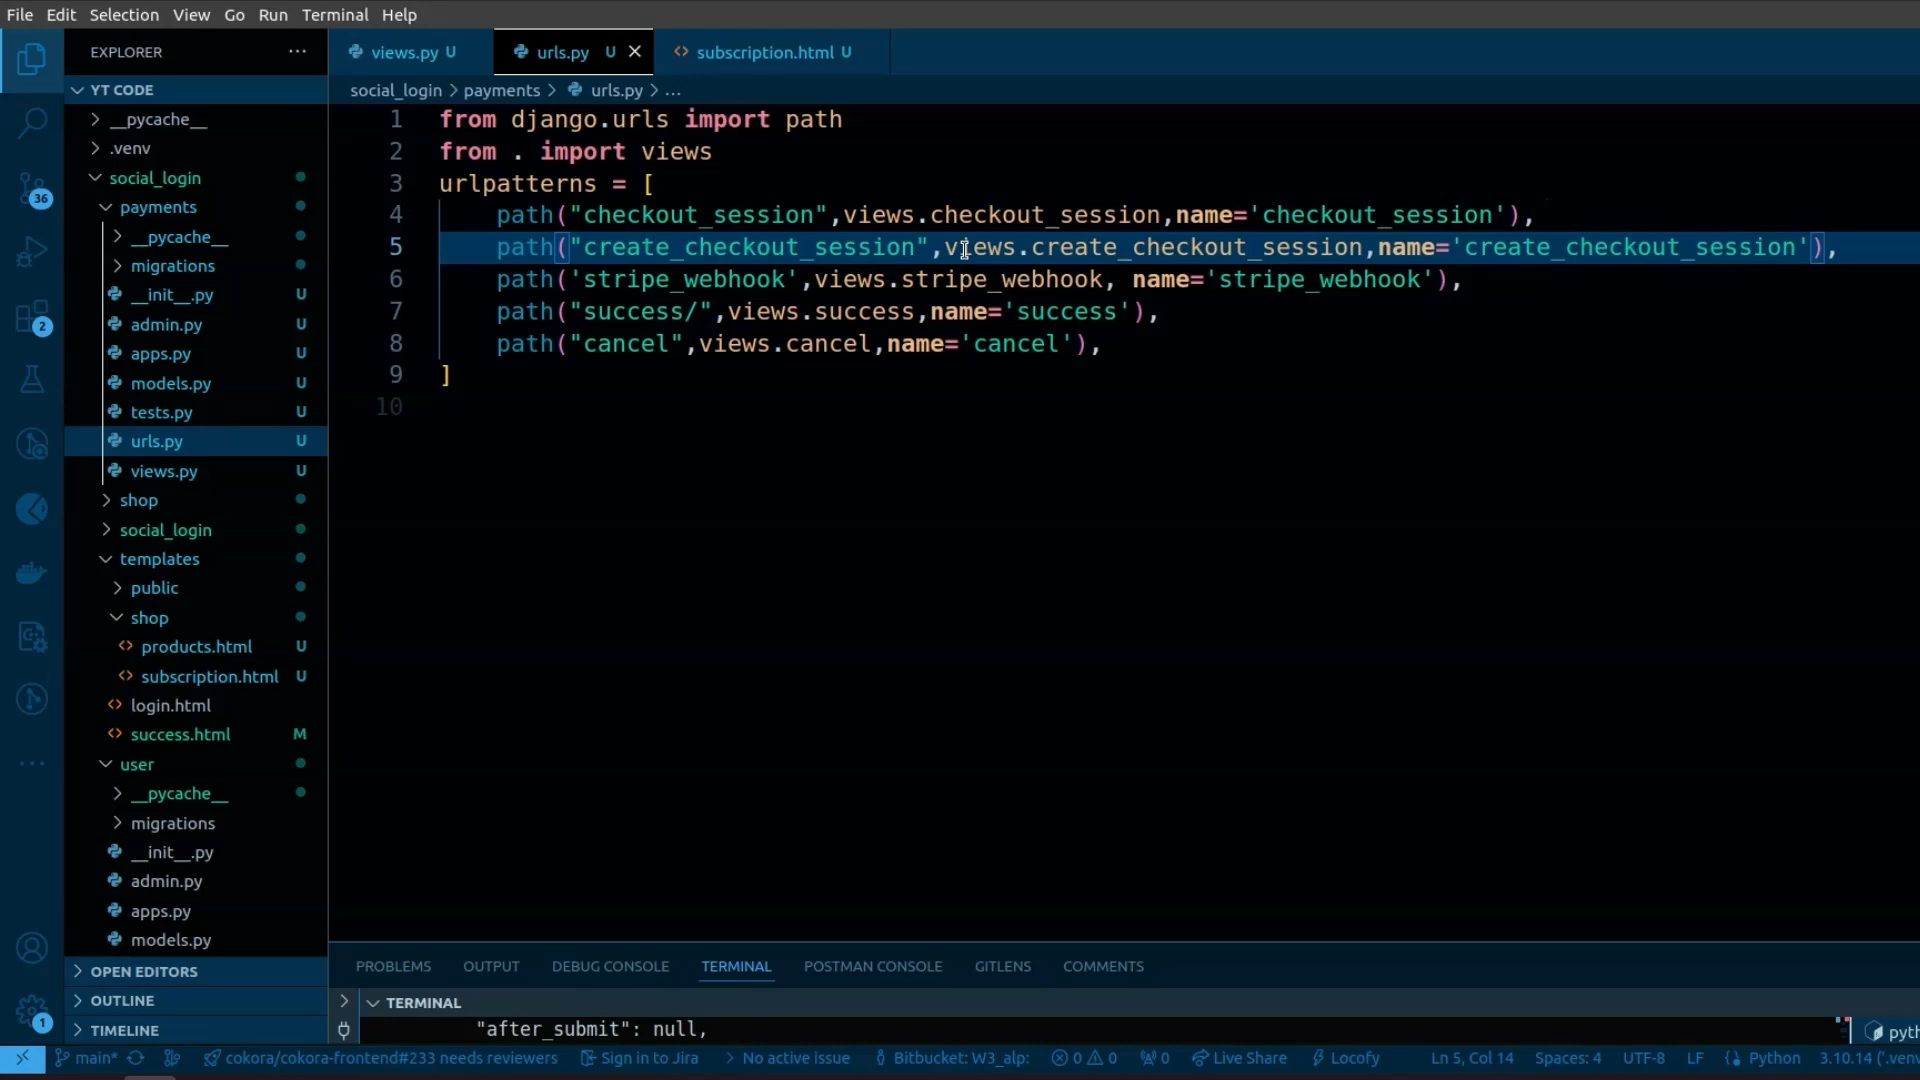 File Edit Selection View Go Run Terminal Help
EXPLORER ...
views.py U
urls.py U
subscription.html U
YT CODE
social_login > payments > urls.py > ...
__pycache__
.venv
social_login
payments
__pycache__
migrations
__init__.py U
admin.py U
apps.py U
models.py U
tests.py U
urls.py U
views.py U
shop
social_login
templates
public
shop
products.html U
subscription.html U
login.html
success.html M
user
__pycache__
migrations
__init__.py
admin.py
apps.py
models.py
OPEN EDITORS
OUTLINE
TIMELINE
36
2
1
1 from django.urls import path
2 from . import views
3 urlpatterns = [
4 path("checkout_session",views.checkout_session,name='checkout_session'),
5 path("create_checkout_session",views.create_checkout_session,name='create_checkout_session'),
6 path('stripe_webhook',views.stripe_webhook, name='stripe_webhook'),
7 path("success/",views.success,name='success'),
8 path("cancel",views.cancel,name='cancel'),
9 ]
10
PROBLEMS OUTPUT DEBUG CONSOLE TERMINAL POSTMAN CONSOLE GITLENS COMMENTS
TERMINAL
"after_submit": null,
pyth
main* cokora/cokora-frontend#233 needs reviewers Sign in to Jira No active issue Bitbucket: W3_alp: 0 0 0 Live Share Locofy Ln 5, Col 14 Spaces: 4 UTF-8 LF Python 3.10.14 ('.venv